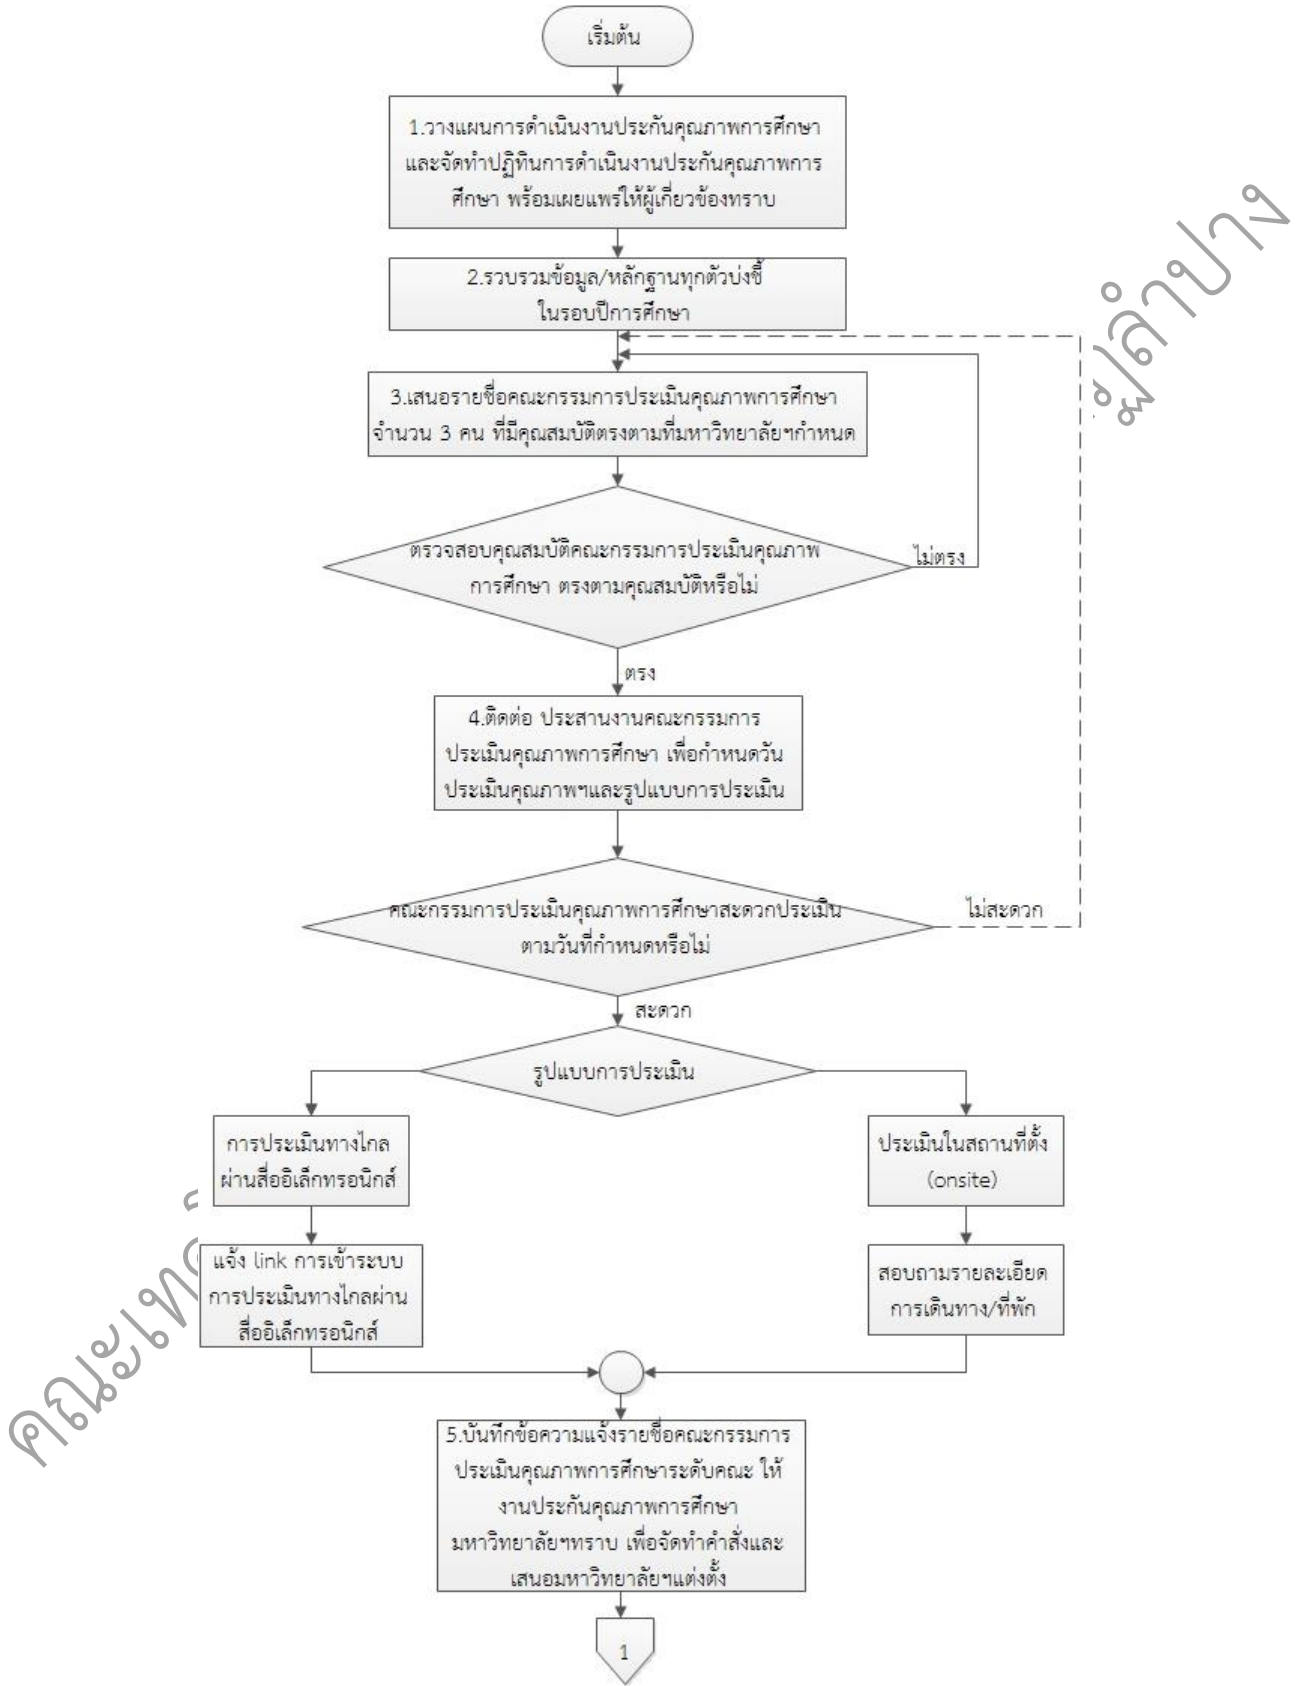 เริ่มต้น
1.วางแผนการดำเนินงานประกันคุณภาพการศึกษา
และจัดทำปฏิทินการดำเนินงานประกันคุณภาพการ
ศึกษา พร้อมเผยแพร่ให้ผู้เกี่ยวข้องทราบ
2.รวบรวมข้อมูล/หลักฐานทุกตัวบ่งชี้
ในรอบปีการศึกษา
3.เสนอรายชื่อคณะกรรมการประเมินคุณภาพการศึกษา
จำนวน 3 คน ที่มีคุณสมบัติตรงตามที่มหาวิทยาลัยฯกำหนด
ตรวจสอบคุณสมบัติคณะกรรมการประเมินคุณภาพ
การศึกษา ตรงตามคุณสมบัติหรือไม่
ไม่ตรง
ตรง
4.ติดต่อ ประสานงานคณะกรรมการ
ประเมินคุณภาพการศึกษา เพื่อกำหนดวัน
ประเมินคุณภาพฯและรูปแบบการประเมิน
คณะกรรมการประเมินคุณภาพการศึกษาสะดวกประเมิน
ตามวันที่กำหนดหรือไม่
ไม่สะดวก
สะดวก
รูปแบบการประเมิน
การประเมินทางไกล
ผ่านสื่ออิเล็กทรอนิกส์
ประเมินในสถานที่ตั้ง
(onsite)
แจ้ง link การเข้าระบบ
การประเมินทางไกลผ่าน
สื่ออิเล็กทรอนิกส์
สอบถามรายละเอียด
การเดินทาง/ที่พัก
5.บันทึกข้อความแจ้งรายชื่อคณะกรรมการ
ประเมินคุณภาพการศึกษาระดับคณะ ให้
งานประกันคุณภาพการศึกษา
มหาวิทยาลัยฯทราบ เพื่อจัดทำคำสั่งและ
เสนอมหาวิทยาลัยฯแต่งตั้ง
1